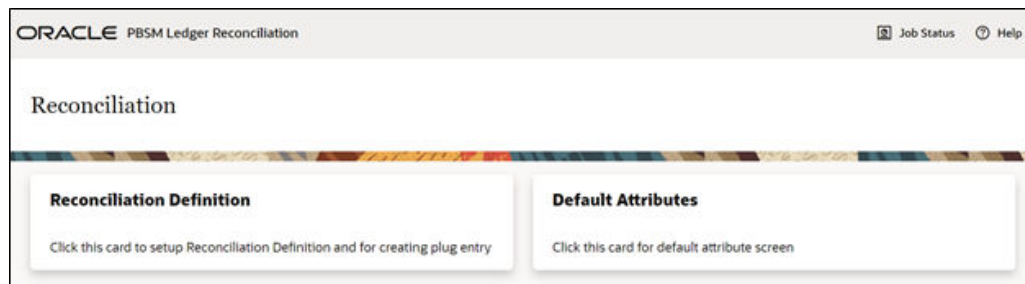 ORACLE PBSM Ledger Reconciliation Job Status Help
Reconciliation
Reconciliation Definition
Click this card to setup Reconciliation Definition and for creating plug entry
Default Attributes
Click this card for default attribute screen